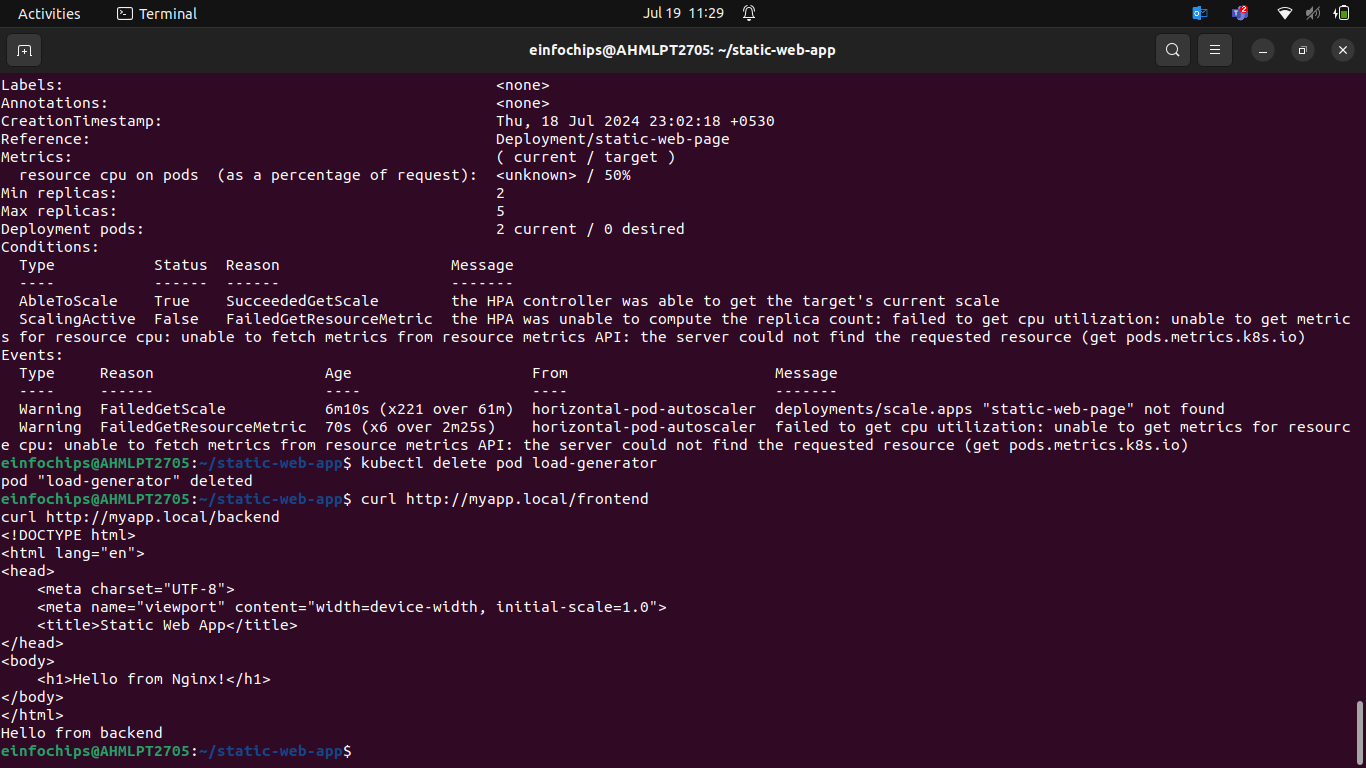 Activities Terminal Jul 19 11:29 2
einfochips@AHMLPT2705: ~/static-web-app
Labels: <none>
Annotations: <none>
CreationTimestamp: Thu, 18 Jul 2024 23:02:18 +0530
Reference: Deployment/static-web-page
Metrics: ( current / target )
  resource cpu on pods  (as a percentage of request): <unknown> / 50%
Min replicas: 2
Max replicas: 5
Deployment pods: 2 current / 0 desired
Conditions:
  Type           Status  Reason                   Message
  ----           ------  ------                   -------
  AbleToScale    True    SucceededGetScale        the HPA controller was able to get the target's current scale
  ScalingActive  False   FailedGetResourceMetric  the HPA was unable to compute the replica count: failed to get cpu utilization: unable to get metric
s for resource cpu: unable to fetch metrics from resource metrics API: the server could not find the requested resource (get pods.metrics.k8s.io)
Events:
  Type     Reason                   Age                    From                       Message
  ----     ------                   ----                   ----                       -------
  Warning  FailedGetScale           6m10s (x221 over 61m)  horizontal-pod-autoscaler  deployments/scale.apps "static-web-page" not found
  Warning  FailedGetResourceMetric  70s (x6 over 2m25s)    horizontal-pod-autoscaler  failed to get cpu utilization: unable to get metrics for resourc
e cpu: unable to fetch metrics from resource metrics API: the server could not find the requested resource (get pods.metrics.k8s.io)
einfochips@AHMLPT2705:~/static-web-app$ kubectl delete pod load-generator
pod "load-generator" deleted
einfochips@AHMLPT2705:~/static-web-app$ curl http://myapp.local/frontend
curl http://myapp.local/backend
<!DOCTYPE html>
<html lang="en">
<head>
    <meta charset="UTF-8">
    <meta name="viewport" content="width=device-width, initial-scale=1.0">
    <title>Static Web App</title>
</head>
<body>
    <h1>Hello from Nginx!</h1>
</body>
</html>
Hello from backend
einfochips@AHMLPT2705:~/static-web-app$